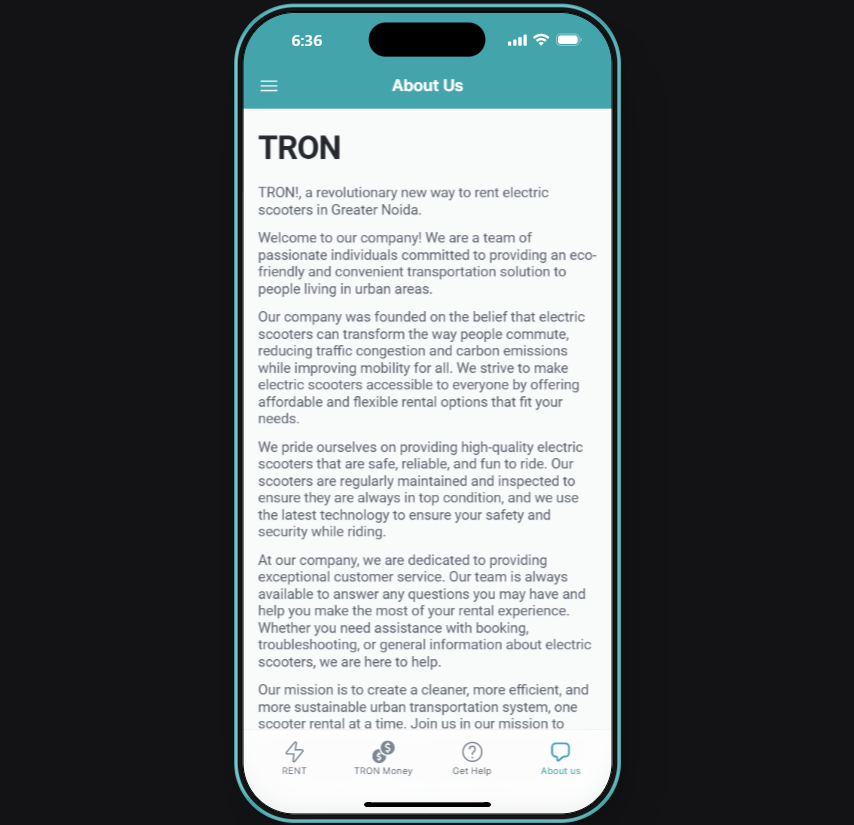 6:36
About Us
TRON
TRON!, a revolutionary new way to rent electric
scooters in Greater Noida.
Welcome to our company! We are a team of
passionate individuals committed to providing an eco-
friendly and convenient transportation solution to
people living in urban areas.
Our company was founded on the belief that electric
scooters can transform the way people commute,
reducing traffic congestion and carbon emissions
while improving mobility for all. We strive to make
electric scooters accessible to everyone by offering
affordable and flexible rental options that fit your
needs.
We pride ourselves on providing high-quality electric
scooters that are safe, reliable, and fun to ride. Our
scooters are regularly maintained and inspected to
ensure they are always in top condition, and we use
the latest technology to ensure your safety and
security while riding.
At our company, we are dedicated to providing
exceptional customer service. Our team is always
available to answer any questions you may have and
help you make the most of your rental experience.
Whether you need assistance with booking,
troubleshooting, or general information about electric
scooters, we are here to help.
Our mission is to create a cleaner, more efficient, and
more sustainable urban transportation system, one
scooter rental at a time. Join us in our mission to
RENT
TRON Money
Get Help
About us